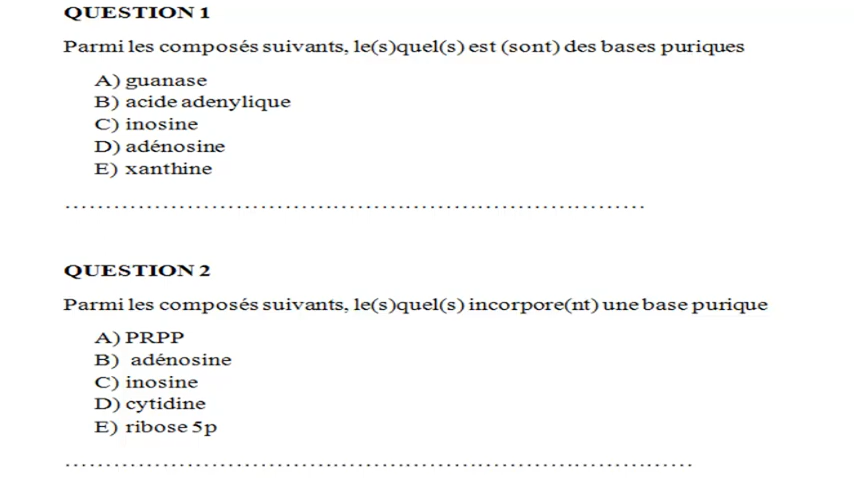 QUESTION 1
Parmi les composés suivants, le(s)quel(s) est (sont) des bases puriques
A) guanase
B) acide adenylique
C) inosine
D) adénosine
E) xanthine
……………………………………………………………
QUESTION 2
Parmi les composés suivants, le(s)quel(s) incorpore(nt) une base purique
A) PRPP
B) adénosine
C) inosine
D) cytidine
E) ribose 5p
…………………………………………………………………